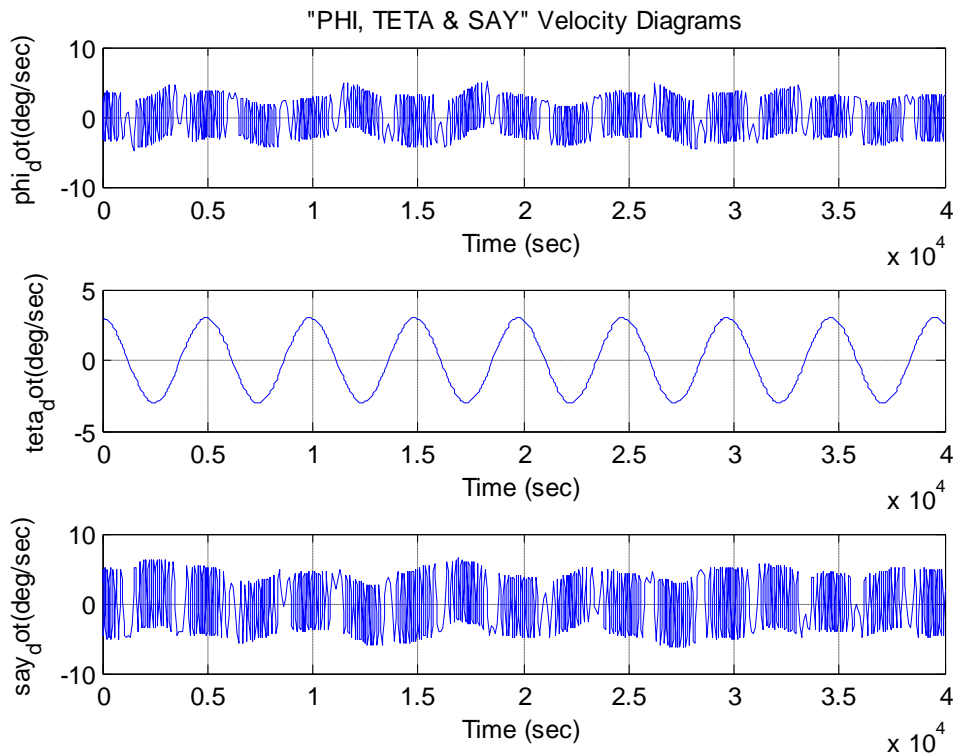 "PHI, TETA & SAY" Velocity Diagrams
phi_dot(deg/sec)
10
0
-10
0 0.5 1 1.5 2 2.5 3 3.5 4
Time (sec)
x 10^4
teta_dot(deg/sec)
5
0
-5
0 0.5 1 1.5 2 2.5 3 3.5 4
Time (sec)
x 10^4
say_dot(deg/sec)
10
0
-10
0 0.5 1 1.5 2 2.5 3 3.5 4
Time (sec)
x 10^4